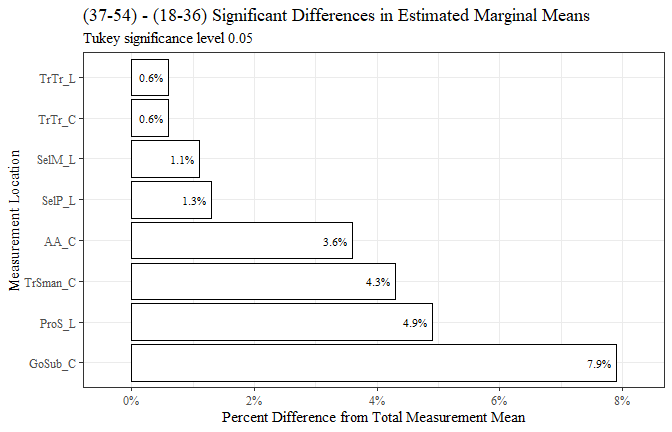 (37-54) - (18-36) Significant Differences in Estimated Marginal Means
Tukey significance level 0.05
Measurement Location
TrTr_L 0.6%
TrTr_C 0.6%
SelM_L 1.1%
SelP_L 1.3%
AA_C 3.6%
TrSman_C 4.3%
ProS_L 4.9%
GoSub_C 7.9%
0% 2% 4% 6% 8%
Percent Difference from Total Measurement Mean